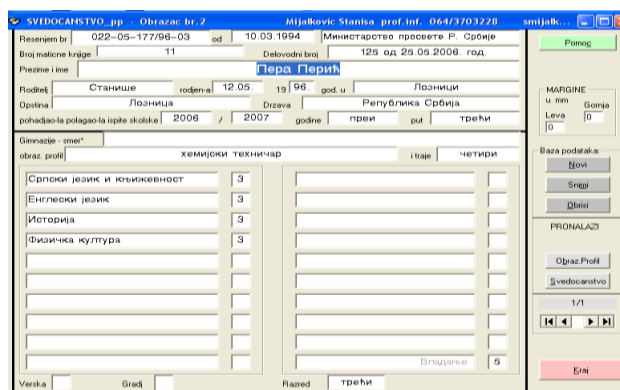 SVEDOCANSTVO_pp - Obrazac br.2 Mijalkovic Stanisa prof.inf. 064/3703228 smijalk...
Resenjem br 022-05-177/96-03 od 10.03.1994 Министарство просвете Р. Србије
Broj maticne knjige 11 Delovodni broj 125 од 25.05.2006. год.
Prezime i ime Пера Перић
Roditelj Станише rodjen-a 12.05. 19 96. god. u Лозници
Opstina Лозница Drzava Република Србија
pohadjao-la polagao-la ispite skolske 2006 / 2007 godine први put трећи
Gimnazije - smer*
obraz. profil хемијски техничар i traje четири
Српски језик и књижевност 3
Енглески језик 3
Историја 3
Физичка култура 3
Владање 5
Verska Gradj Razred трећи
Pomoc
MARGINE
u mm Gornja
Leva 0
0
Baza podataka:
Novi
Snimi
Obrisi
PRONALAZI
Obraz.Profil
Svedocanstvo
1/1
Kraj